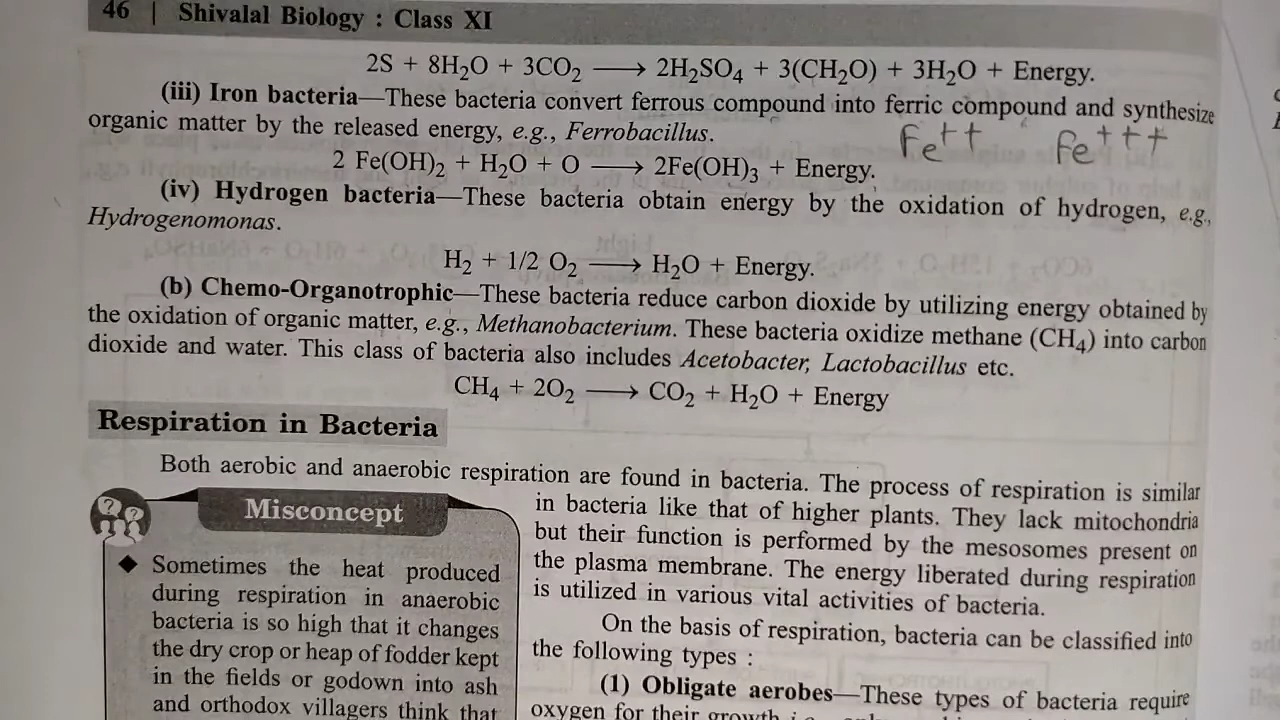 46 | Shivalal Biology : Class XI
2S + 8H₂O + 3CO₂ ⟶ 2H₂SO₄ + 3(CH₂O) + 3H₂O + Energy.
(iii) Iron bacteria—These bacteria convert ferrous compound into ferric compound and synthesize
organic matter by the released energy, e.g., Ferrobacillus.
Fe++ Fe+++
2 Fe(OH)₂ + H₂O + O ⟶ 2Fe(OH)₃ + Energy.
(iv) Hydrogen bacteria—These bacteria obtain energy by the oxidation of hydrogen, e.g.,
Hydrogenomonas.
H₂ + 1/2 O₂ ⟶ H₂O + Energy.
(b) Chemo-Organotrophic—These bacteria reduce carbon dioxide by utilizing energy obtained by
the oxidation of organic matter, e.g., Methanobacterium. These bacteria oxidize methane (CH₄) into carbon
dioxide and water. This class of bacteria also includes Acetobacter, Lactobacillus etc.
CH₄ + 2O₂ ⟶ CO₂ + H₂O + Energy
Respiration in Bacteria
Both aerobic and anaerobic respiration are found in bacteria. The process of respiration is similar
in bacteria like that of higher plants. They lack mitochondria
but their function is performed by the mesosomes present on
the plasma membrane. The energy liberated during respiration
is utilized in various vital activities of bacteria.
On the basis of respiration, bacteria can be classified into
the following types :
(1) Obligate aerobes—These types of bacteria require
oxygen for their growth
Misconcept
◆ Sometimes the heat produced
during respiration in anaerobic
bacteria is so high that it changes
the dry crop or heap of fodder kept
in the fields or godown into ash
and orthodox villagers think that